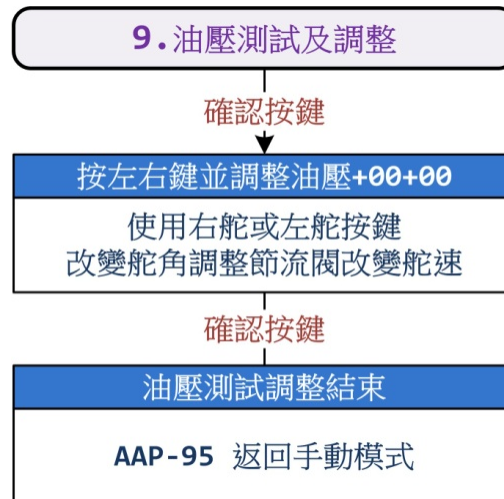 9.油壓測試及調整
確認按鍵
按左右鍵並調整油壓+00+00
使用右舵或左舵按鍵
改變舵角調整節流閥改變舵速
確認按鍵
油壓測試調整結束
AAP-95 返回手動模式